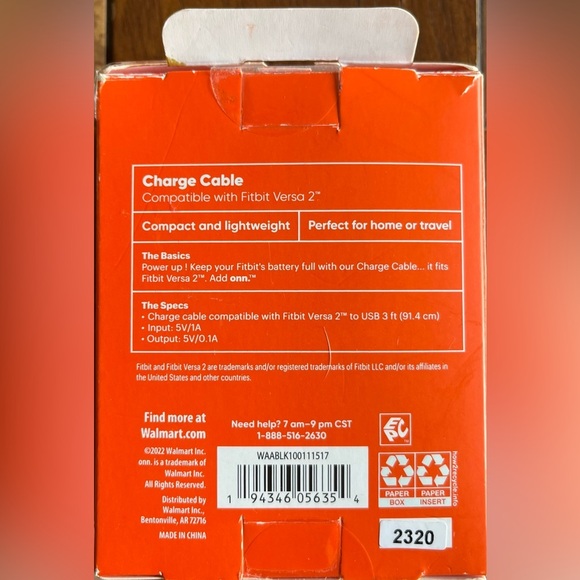 Charge Cable
Compatible with Fitbit Versa 2™
Compact and lightweight
Perfect for home or travel
The Basics
Power up ! Keep your Fitbit's battery full with our Charge Cable... it fits
Fitbit Versa 2™. Add onn.™
The Specs
• Charge cable compatible with Fitbit Versa 2™ to USB 3 ft (91.4 cm)
• Input: 5V/1A
• Output: 5V/0.1A
Fitbit and Fitbit Versa 2 are trademarks and/or registered trademarks of Fitbit LLC and/or its affiliates in
the United States and other countries.
Find more at
Walmart.com
©2022 Walmart Inc.
onn. is a trademark of
Walmart Inc.
All Rights Reserved.
Distributed by
Walmart Inc.,
Bentonville, AR 72716
MADE IN CHINA
Need help? 7 am–9 pm CST
1-888-516-2630
WAABLK100111517
1 94346 05635 4
EPC
PAPER
BOX
PAPER
INSERT
how2recycle.info
2320